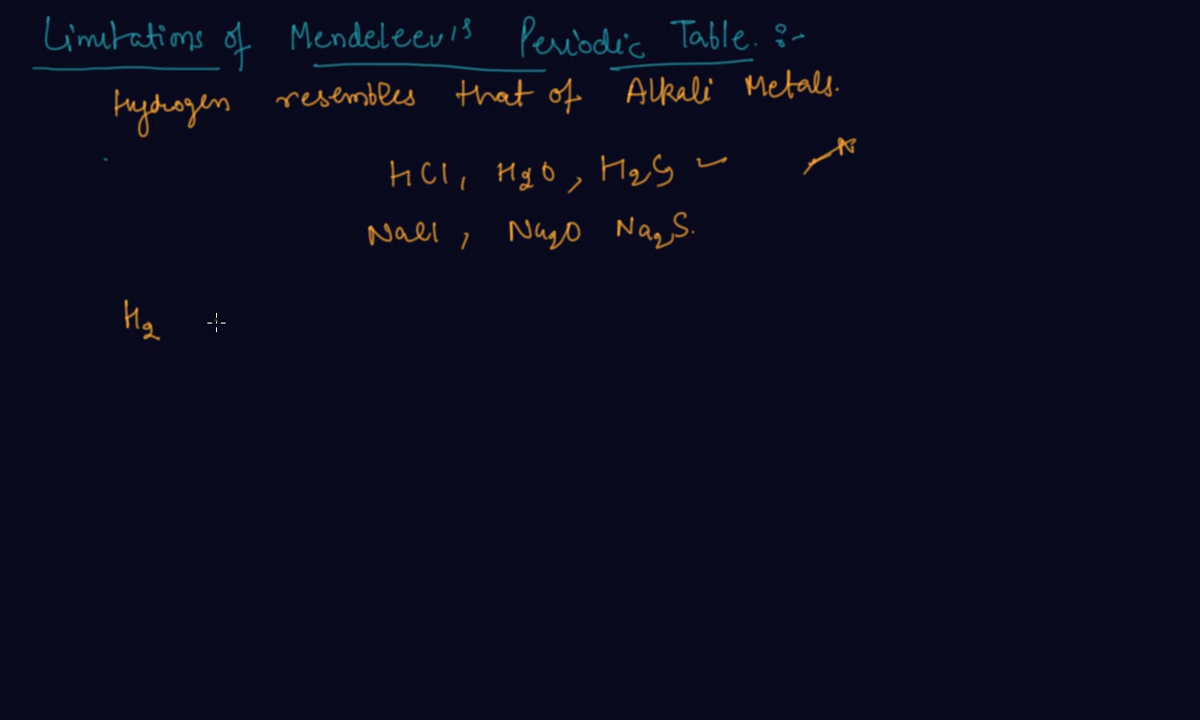 Limitations of Mendeleev's Periodic Table :-
Hydrogen resembles that of Alkali Metals.
HCl, H2O, H2S
NaCl, Na2O Na2S.
H2